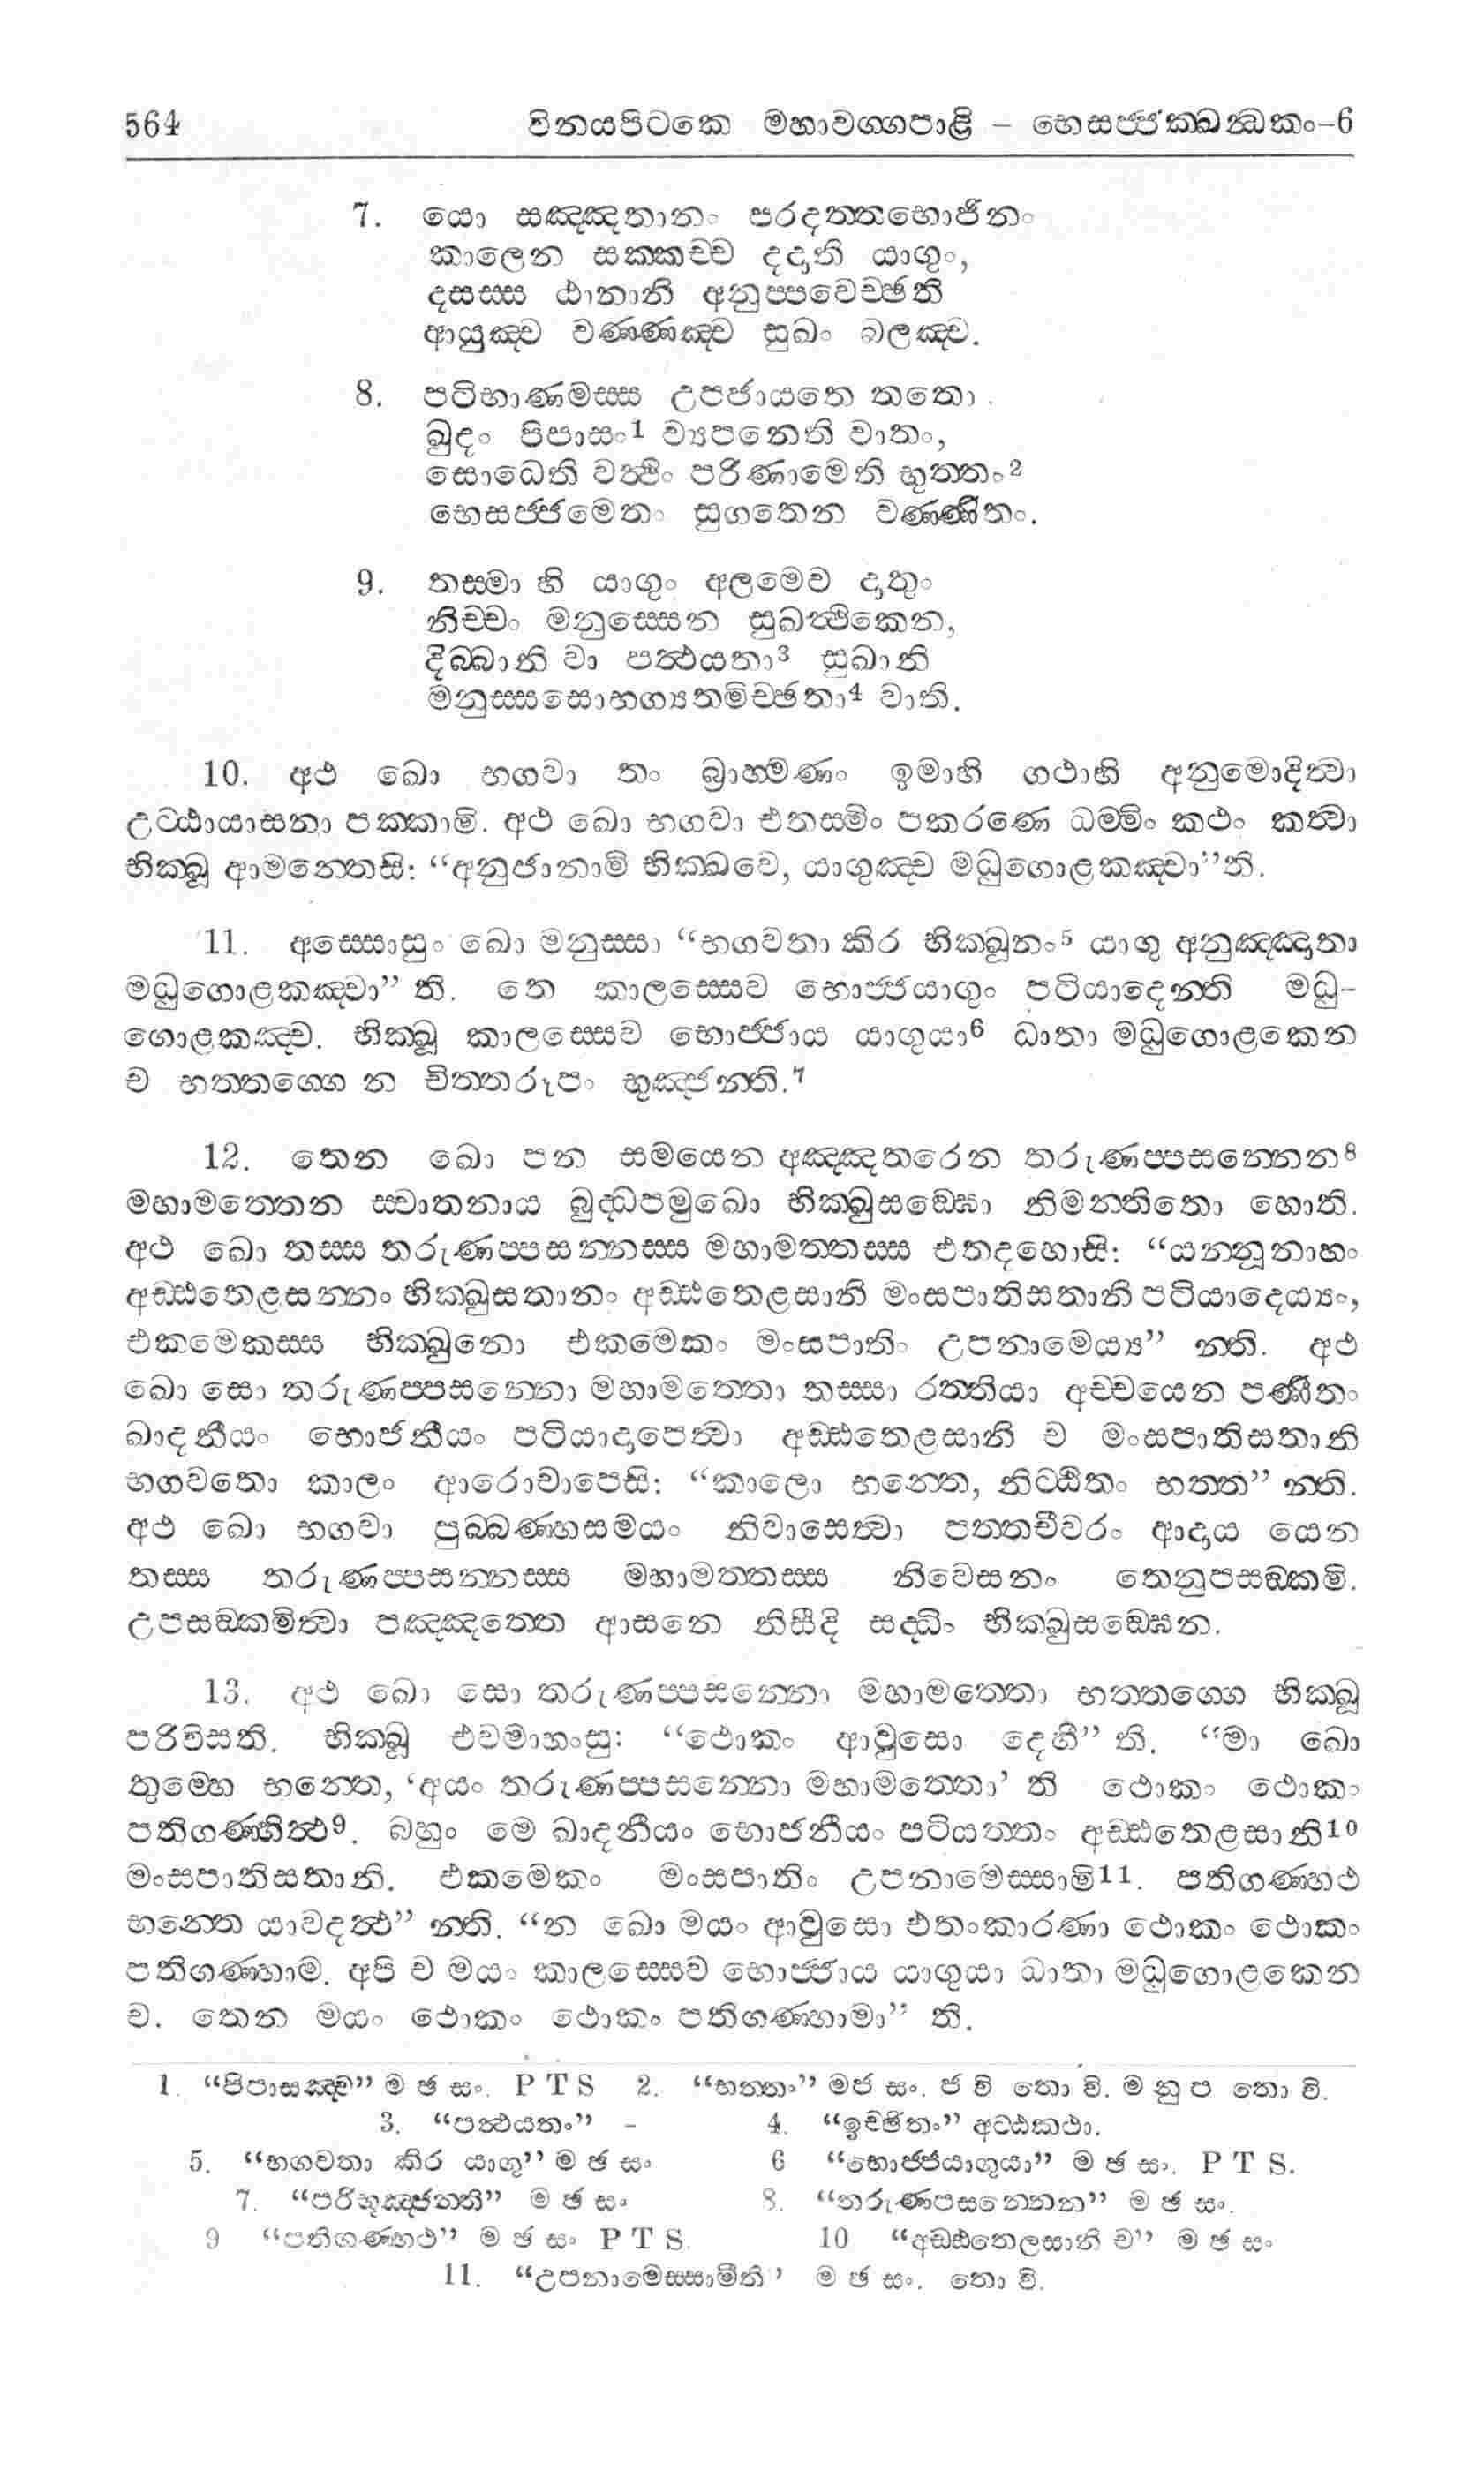 564 විනයපිටකෙ මහාවග්ගපාළි – භෙසජ්ජක්ඛන්ධකං-6
7. යො සඤ්ඤතානං පරදත්තභොජිනං
කාලෙන සක්කච්ච දදාති යාගුං,
දසස්ස ඨානානි අනුප්පවෙච්ඡති
ආයුඤ්ච වණ්ණඤ්ච සුඛං බලඤ්ච.
8. පටිභාණමස්ස උපජායතෙ තතො.
ඛුදං පිපාසං1 ව්‍යපනෙති වාතං,
සොධෙති වත්ථිං පරිණාමෙති භුත්තං2
භෙසජ්ජමෙතං සුගතෙන වණ්ණිතං.
9. තස්මා හි යාගුං අලමෙව දාතුං
නිච්චං මනුස්සෙන සුඛත්ථිකෙන,
දිබ්බානි වා පත්ථයතා3 සුඛානි
මනුස්සසොභග්‍යතමිච්ඡතා4 වාති.
10. අථ ඛො භගවා තං බ්‍රාහ්මණං ඉමාහි ගථාභි අනුමොදිත්වා
උට්ඨායාසනා පක්කාමි. අථ ඛො භගවා එතස්මිං පකරණෙ ධම්මිං කථං කත්වා
භික්ඛූ ආමන්තෙසි: “අනුජානාමි භික්ඛවෙ, යාගුඤ්ච මධුගොළකඤ්චා”ති.
11. අස්සොසුං ඛො මනුස්සා “භගවතා කිර භික්ඛූනං5 යාගු අනුඤ්ඤාතා
මධුගොළකඤ්චා” ති. තෙ කාලස්සෙව භොජ්ජයාගුං පටියාදෙන්ති මධු-
ගොළකඤ්ච. භික්ඛූ කාලස්සෙව භොජ්ජාය යාගුයා6 ධාතා මධුගොළකෙන
ච භත්තග්ගෙ න චිත්තරූපං භුඤ්ජන්ති.7
12. තෙන ඛො පන සමයෙන අඤ්ඤතරෙන තරුණප්පසන්නෙන8
මහාමත්තෙන ස්වාතනාය බුද්ධපමුඛො භික්ඛුසඞ්ඝො නිමන්තිතො හොති.
අථ ඛො තස්ස තරුණප්පසන්නස්ස මහාමත්තස්ස එතදහොසි: “යන්නූනාහං
අඩ්ඪතෙළසන්නං භික්ඛුසතානං අඩ්ඪතෙළසානි මංසපාතිසතානි පටියාදෙය්‍යං,
එකමෙකස්ස භික්ඛුනො එකමෙකං මංසපාතිං උපනාමෙය්‍ය” න්ති. අථ
ඛො සො තරුණප්පසන්නො මහාමත්තො තස්සා රත්තියා අච්චයෙන පණීතං
ඛාදනීයං භොජනීයං පටියාදාපෙත්වා අඩ්ඪතෙළසානි ච මංසපාතිසතානි
භගවතො කාලං ආරොචාපෙසි: “කාලො භන්තෙ, නිට්ඨිතං භත්ත” න්ති.
අථ ඛො භගවා පුබ්බණ්හසමයං නිවාසෙත්වා පත්තචීවරං ආදාය යෙන
තස්ස තරුණප්පසන්නස්ස මහාමත්තස්ස නිවෙසනං තෙනුපසඞ්කමි.
උපසඞ්කමිත්වා පඤ්ඤත්තෙ ආසනෙ නිසීදි සද්ධිං භික්ඛුසඞ්ඝෙන.
13. අථ ඛො සො තරුණප්පසන්නො මහාමත්තො භත්තග්ගෙ භික්ඛූ
පරිවිසති. භික්ඛූ එවමාහංසු: “ථොකං ආවුසො දෙහී” ති. “මා ඛො
තුම්හෙ භන්තෙ, ‘අයං තරුණප්පසන්නො මහාමත්තො’ ති ථොකං ථොකං
පතිගණ්හිත්ථ9. බහුං මෙ ඛාදනීයං භොජනීයං පටියත්තං අඩ්ඪතෙළසානි10
මංසපාතිසතානි. එකමෙකං මංසපාතිං උපනාමෙස්සාමි11. පතිගණ්හථ
භන්තෙ යාවදත්ථ” න්ති. “න ඛො මයං ආවුසො එතංකාරණා ථොකං ථොකං
පතිගණ්හාම. අපි ච මයං කාලස්සෙව භොජ්ජාය යාගුයා ධාතා මධුගොළකෙන
ච. තෙන මයං ථොකං ථොකං පතිගණ්හාමා” ති.
1. “පිපාසඤ්ච” ම ඡ සං. P T S 2. “භත්තං” මජ සං. ජ වි තො වි. ම නු ප තො වි.
3. “පත්ථයතං” – 4. “ඉච්ඡිතං” අට්ඨකථා.
5. “භගවතා කිර යාගු” ම ඡ සං 6 “භොජ්ජයාගුයා” ම ඡ සං. P T S.
7. “පරිභුඤ්ජන්ති” ම ඡ සං 8. “තරුණපසන්නෙන” ම ඡ සං.
9 “පතිගණ්හථ” ම ඡ සං P T S. 10 “අඩ්ඪතෙලසානි ච” ම ඡ සං
11. “උපනාමෙස්සාමීති’ ම ඡ සං. තො වි.